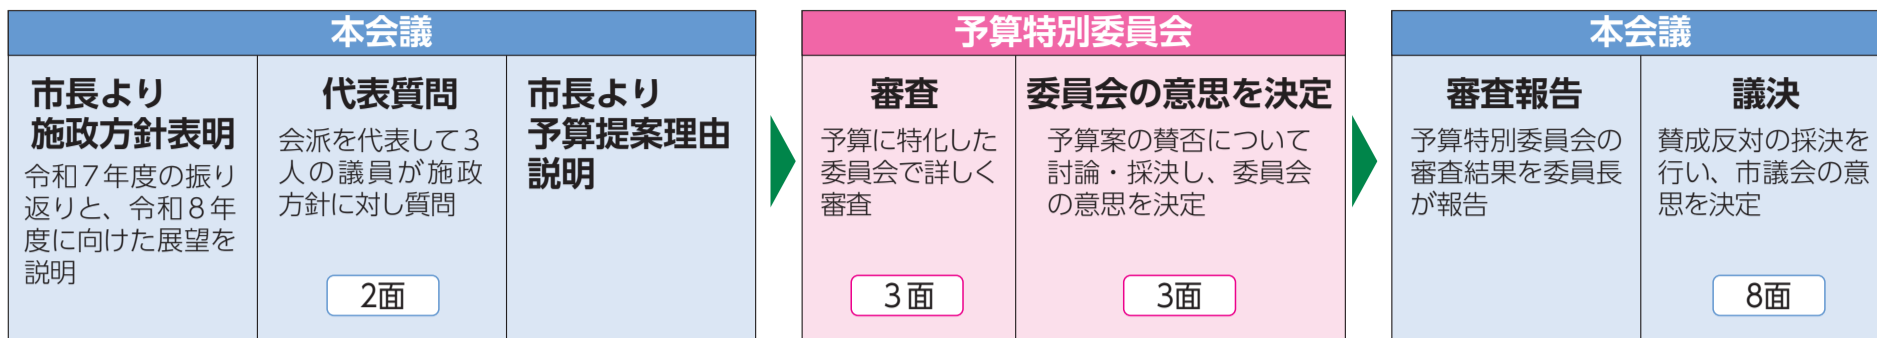 本会議
市長より
施政方針表明
令和7年度の振り
返りと、令和8年
度に向けた展望を
説明
代表質問
会派を代表して3
人の議員が施政
方針に対し質問
2面
市長より
予算提案理由
説明
予算特別委員会
審査
予算に特化した
委員会で詳しく
審査
3面
委員会の意思を決定
予算案の賛否について
討論・採決し、委員会
の意思を決定
3面
本会議
審査報告
予算特別委員会の
審査結果を委員長
が報告
議決
賛成反対の採決を
行い、市議会の意
思を決定
8面